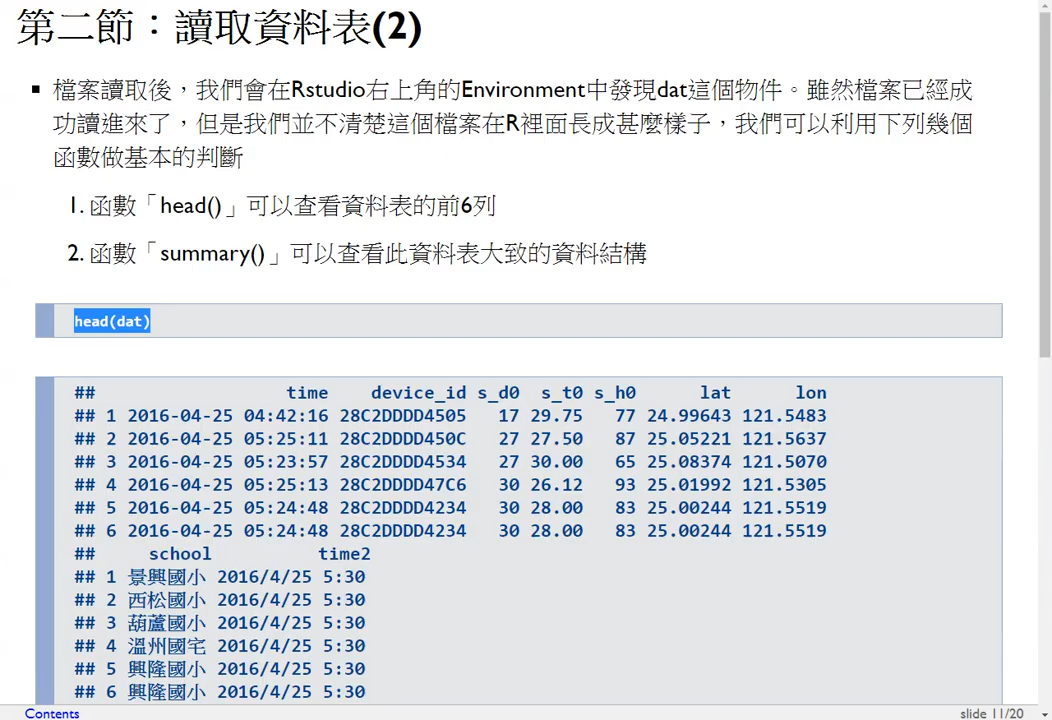 第二節：讀取資料表(2)
▪ 檔案讀取後，我們會在Rstudio右上角的Environment中發現dat這個物件。雖然檔案已經成
功讀進來了，但是我們並不清楚這個檔案在R裡面長成甚麼樣子，我們可以利用下列幾個
函數做基本的判斷
1. 函數「head()」可以查看資料表的前6列
2. 函數「summary()」可以查看此資料表大致的資料結構
head(dat)
## time device_id s_d0 s_t0 s_h0 lat lon
## 1 2016-04-25 04:42:16 28C2DDDD4505 17 29.75 77 24.99643 121.5483
## 2 2016-04-25 05:25:11 28C2DDDD450C 27 27.50 87 25.05221 121.5637
## 3 2016-04-25 05:23:57 28C2DDDD4534 27 30.00 65 25.08374 121.5070
## 4 2016-04-25 05:25:13 28C2DDDD47C6 30 26.12 93 25.01992 121.5305
## 5 2016-04-25 05:24:48 28C2DDDD4234 30 28.00 83 25.00244 121.5519
## 6 2016-04-25 05:24:48 28C2DDDD4234 30 28.00 83 25.00244 121.5519
## school time2
## 1 景興國小 2016/4/25 5:30
## 2 西松國小 2016/4/25 5:30
## 3 葫蘆國小 2016/4/25 5:30
## 4 溫州國宅 2016/4/25 5:30
## 5 興隆國小 2016/4/25 5:30
## 6 興隆國小 2016/4/25 5:30
Contents
slide 11/20